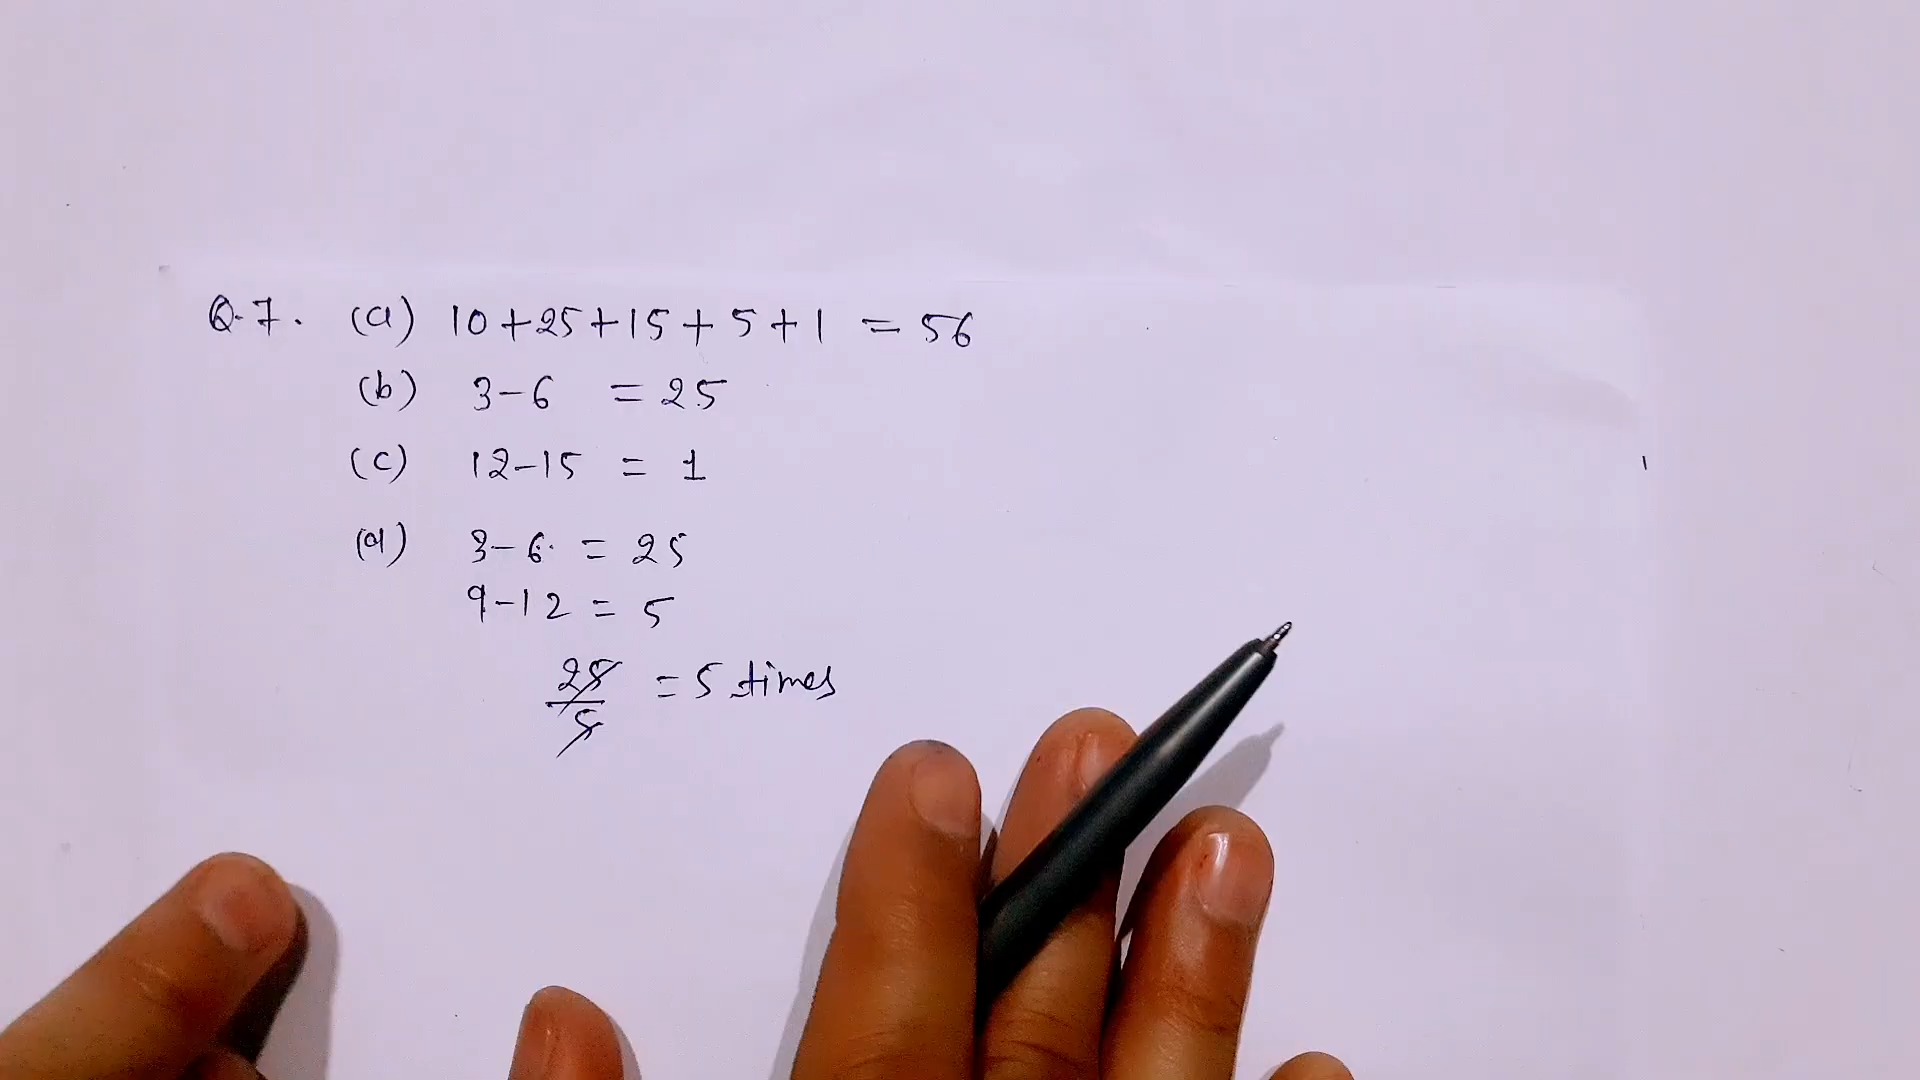 Q.7. (a) 10+25+15+5+1 = 56
(b) 3-6 = 25
(c) 12-15 = 1
(d) 3-6 = 25
9-12 = 5
25/5 = 5 times